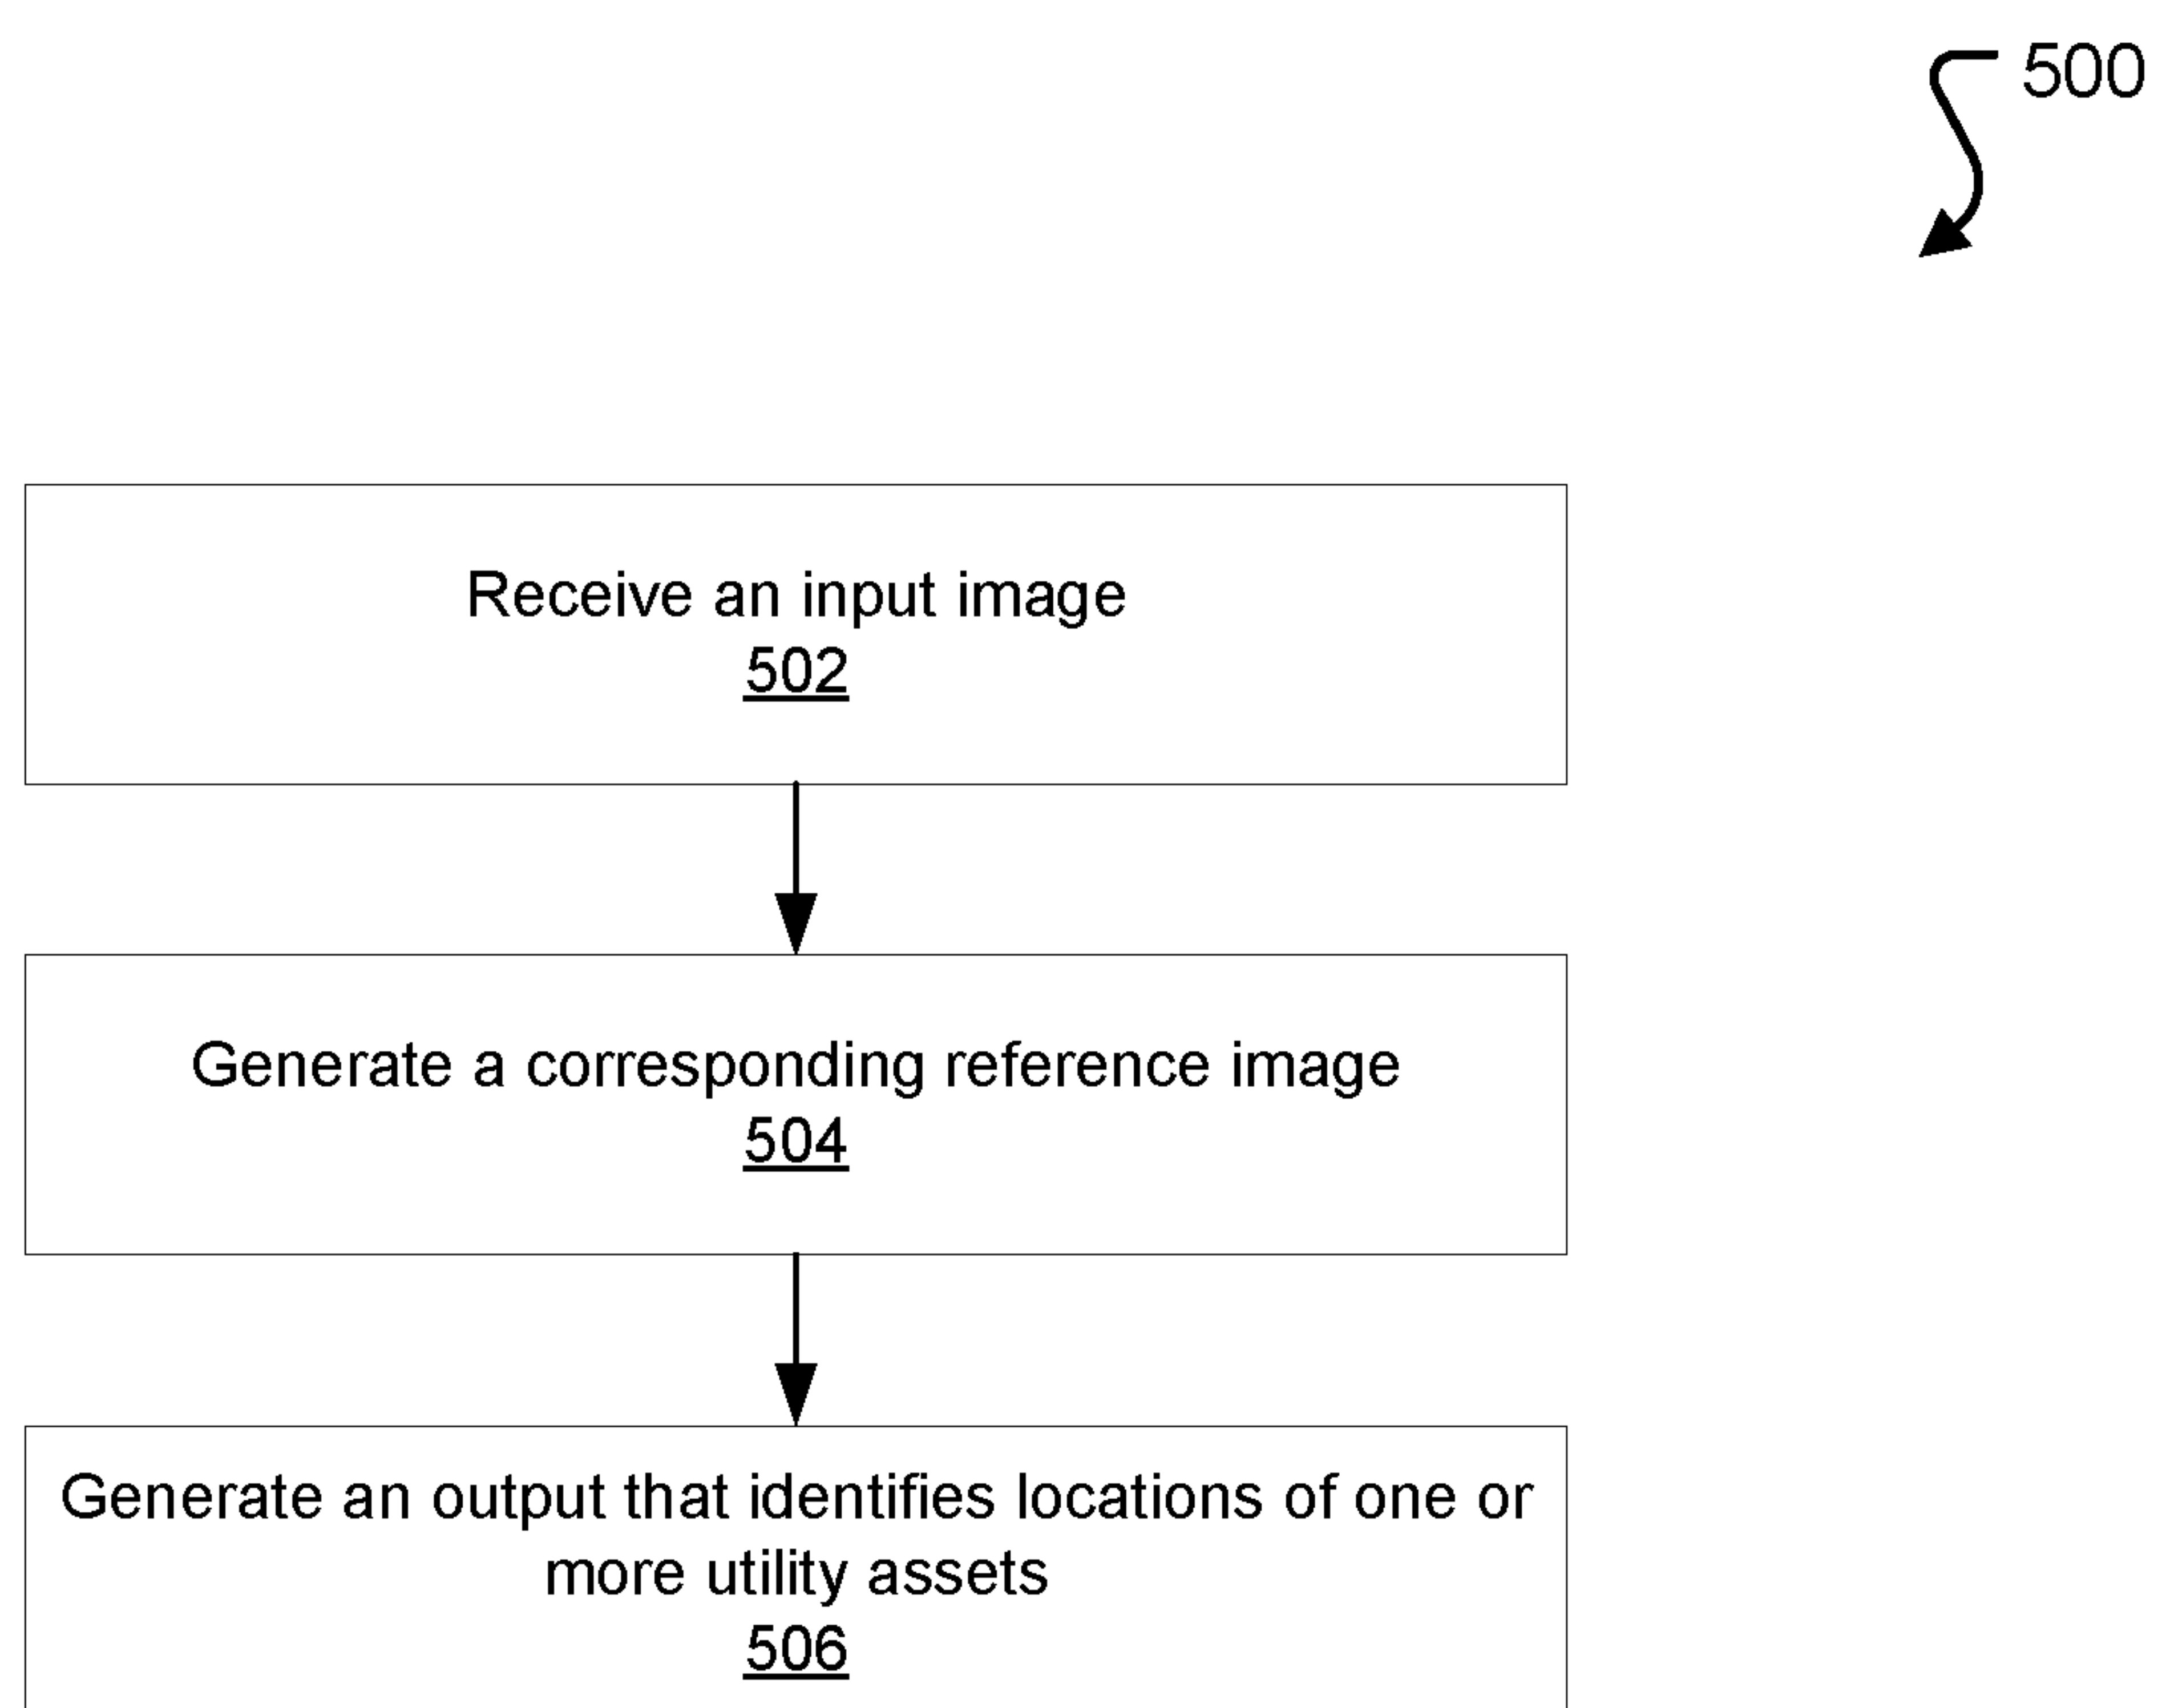 500
Receive an input image
502
Generate a corresponding reference image
504
Generate an output that identifies locations of one or
more utility assets
506